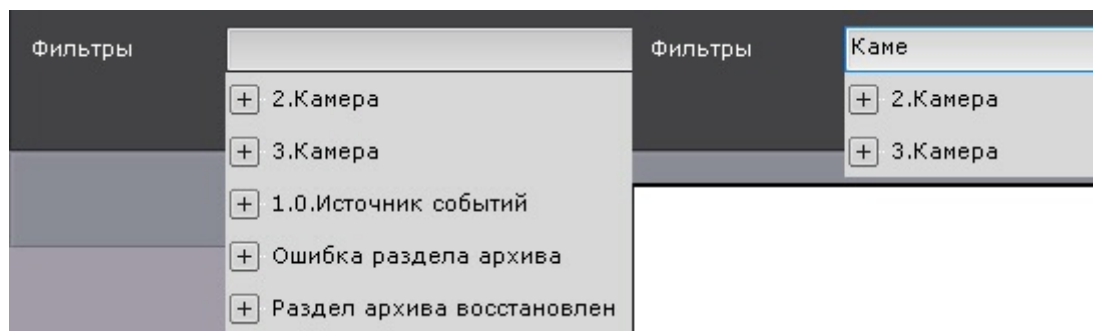 Фильтры
2.Камера
3.Камера
1.0.Источник событий
Ошибка раздела архива
Раздел архива восстановлен
Фильтры
Каме
2.Камера
3.Камера